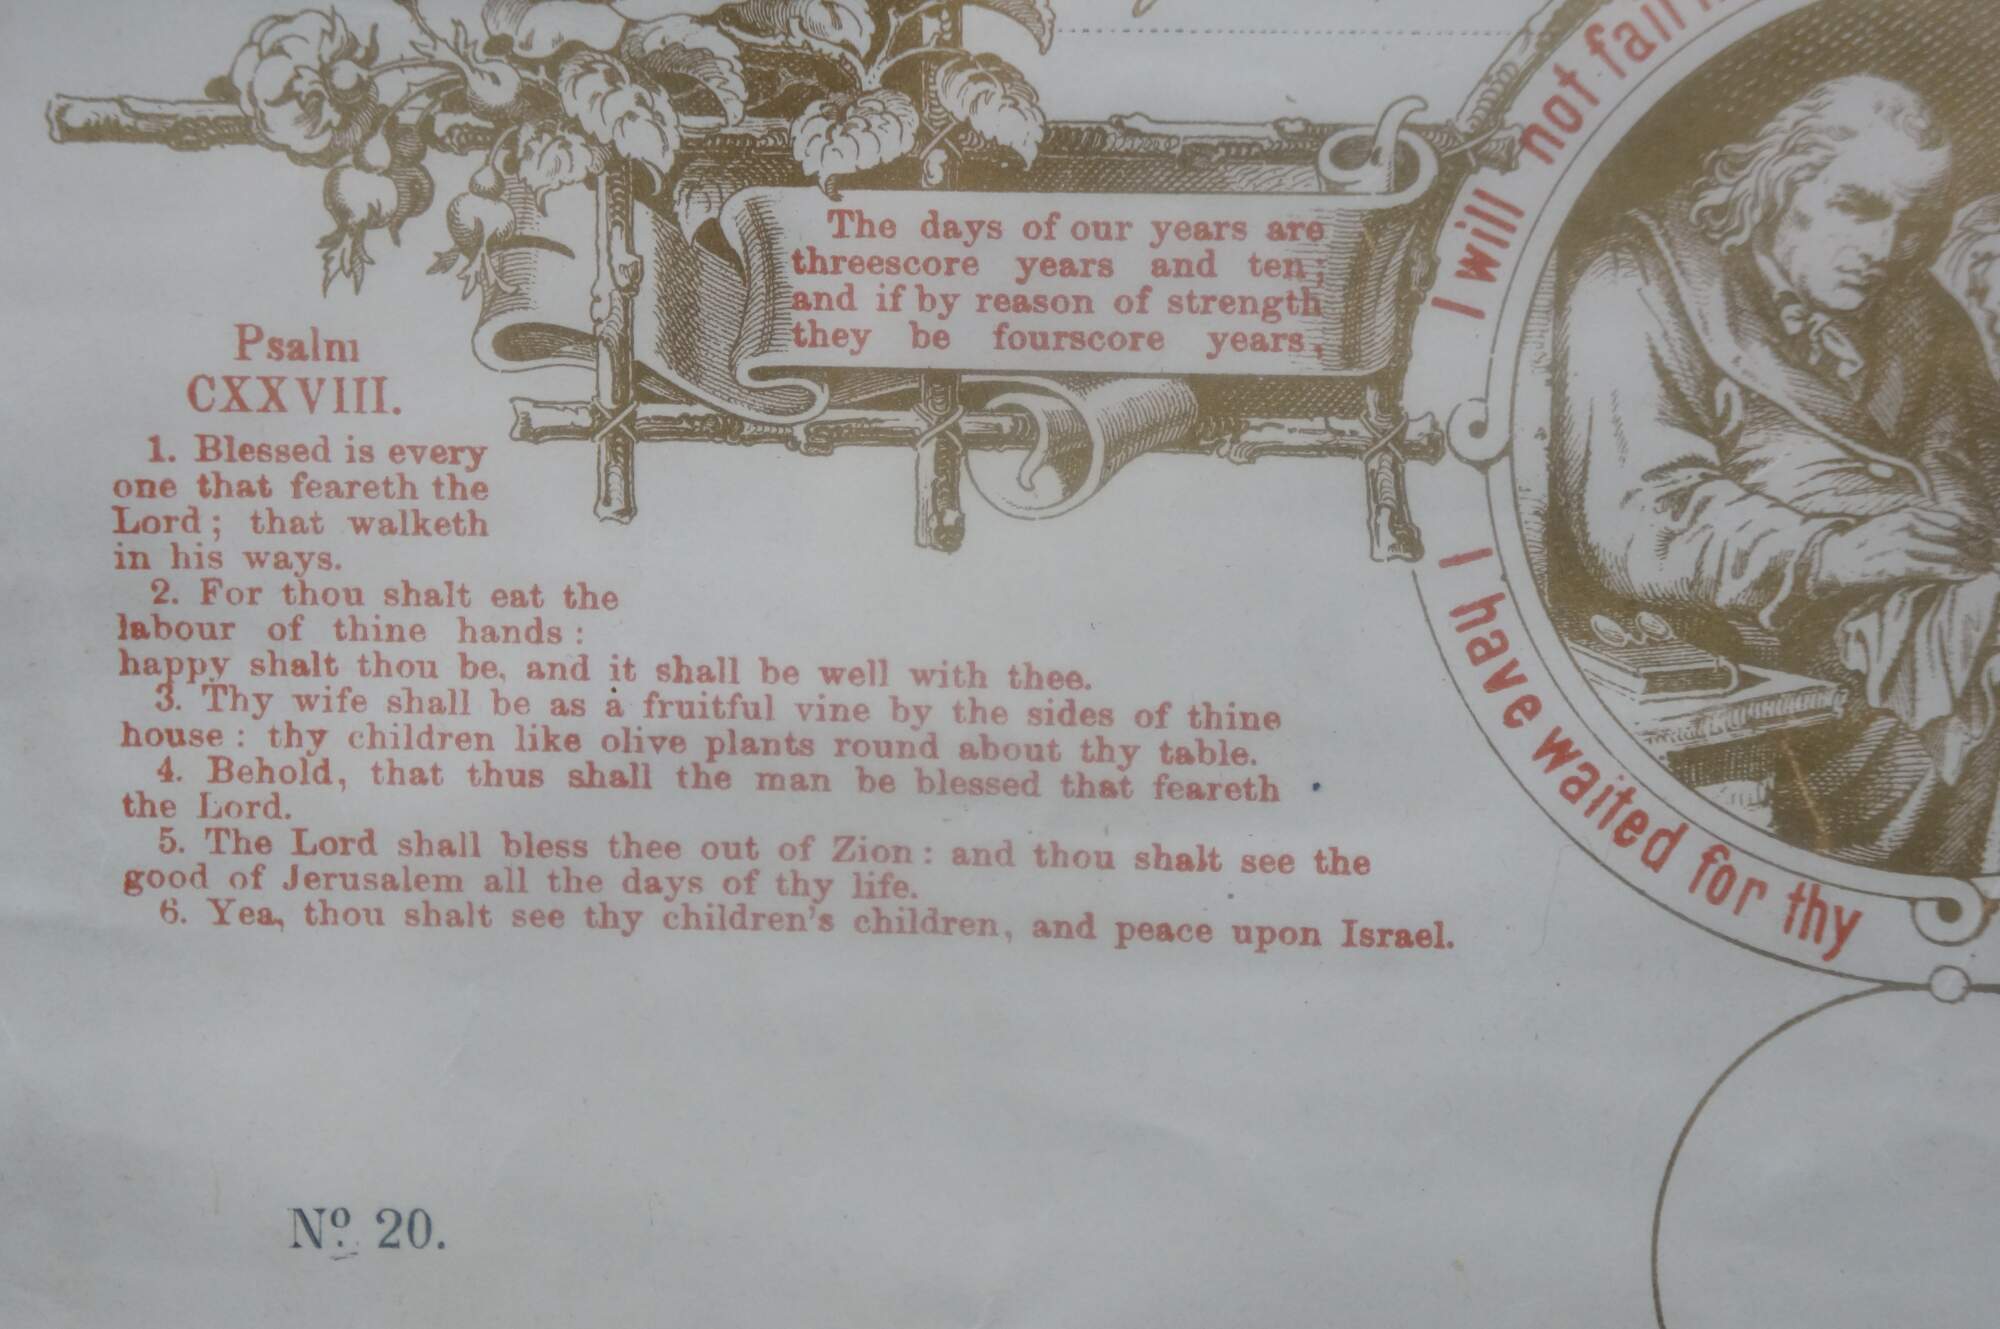 The days of our years are
threescore years and ten;
and if by reason of strength
they be fourscore years,
I will not fail
I have waited for thy
Psalm
CXXVIII.
1. Blessed is every
one that feareth the
Lord; that walketh
in his ways.
2. For thou shalt eat the
labour of thine hands:
happy shalt thou be, and it shall be well with thee.
3. Thy wife shall be as a fruitful vine by the sides of thine
house: thy children like olive plants round about thy table.
4. Behold, that thus shall the man be blessed that feareth
the Lord.
5. The Lord shall bless thee out of Zion: and thou shalt see the
good of Jerusalem all the days of thy life.
6. Yea, thou shalt see thy children's children, and peace upon Israel.
Nº 20.